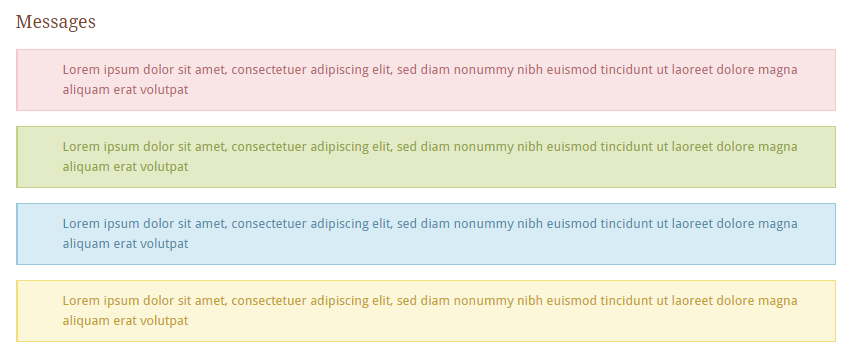 Messages
Lorem ipsum dolor sit amet, consectetuer adipiscing elit, sed diam nonummy nibh euismod tincidunt ut laoreet dolore magna
aliquam erat volutpat
Lorem ipsum dolor sit amet, consectetuer adipiscing elit, sed diam nonummy nibh euismod tincidunt ut laoreet dolore magna
aliquam erat volutpat
Lorem ipsum dolor sit amet, consectetuer adipiscing elit, sed diam nonummy nibh euismod tincidunt ut laoreet dolore magna
aliquam erat volutpat
Lorem ipsum dolor sit amet, consectetuer adipiscing elit, sed diam nonummy nibh euismod tincidunt ut laoreet dolore magna
aliquam erat volutpat